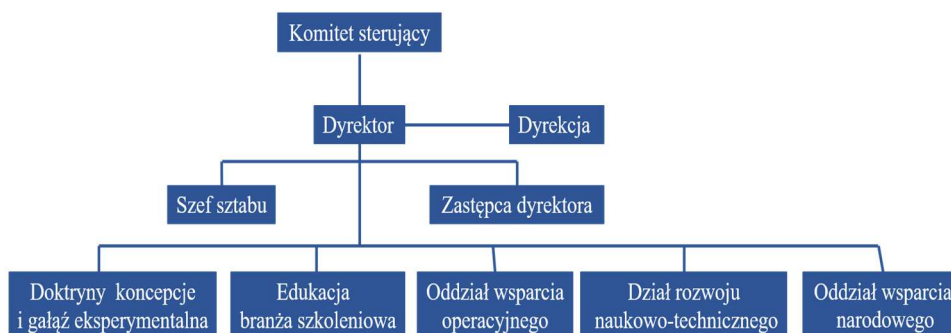 Komitet sterujący
Dyrektor
Dyrekcja
Szef sztabu
Zastępca dyrektora
Doktryny koncepcje
i gałąź eksperymentalna
Edukacja
branża szkoleniowa
Oddział wsparcia
operacyjnego
Dział rozwoju
naukowo-technicznego
Oddział wsparcia
narodowego